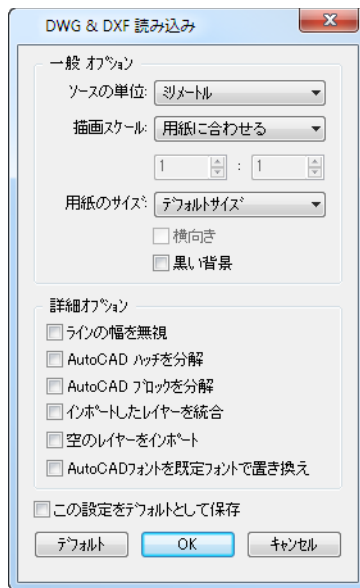 DWG & DXF 読み込み
一般 オプション
ソースの単位: ミリメートル
描画スケール: 用紙に合わせる
1 : 1
用紙のサイズ: デフォルトサイズ
横向き
黒い背景
詳細オプション
ラインの幅を無視
AutoCAD ハッチを分解
AutoCAD ブロックを分解
インポートしたレイヤーを統合
空のレイヤーをインポート
AutoCADフォントを既定フォントで置き換え
この設定をデフォルトとして保存
デフォルト OK キャンセル